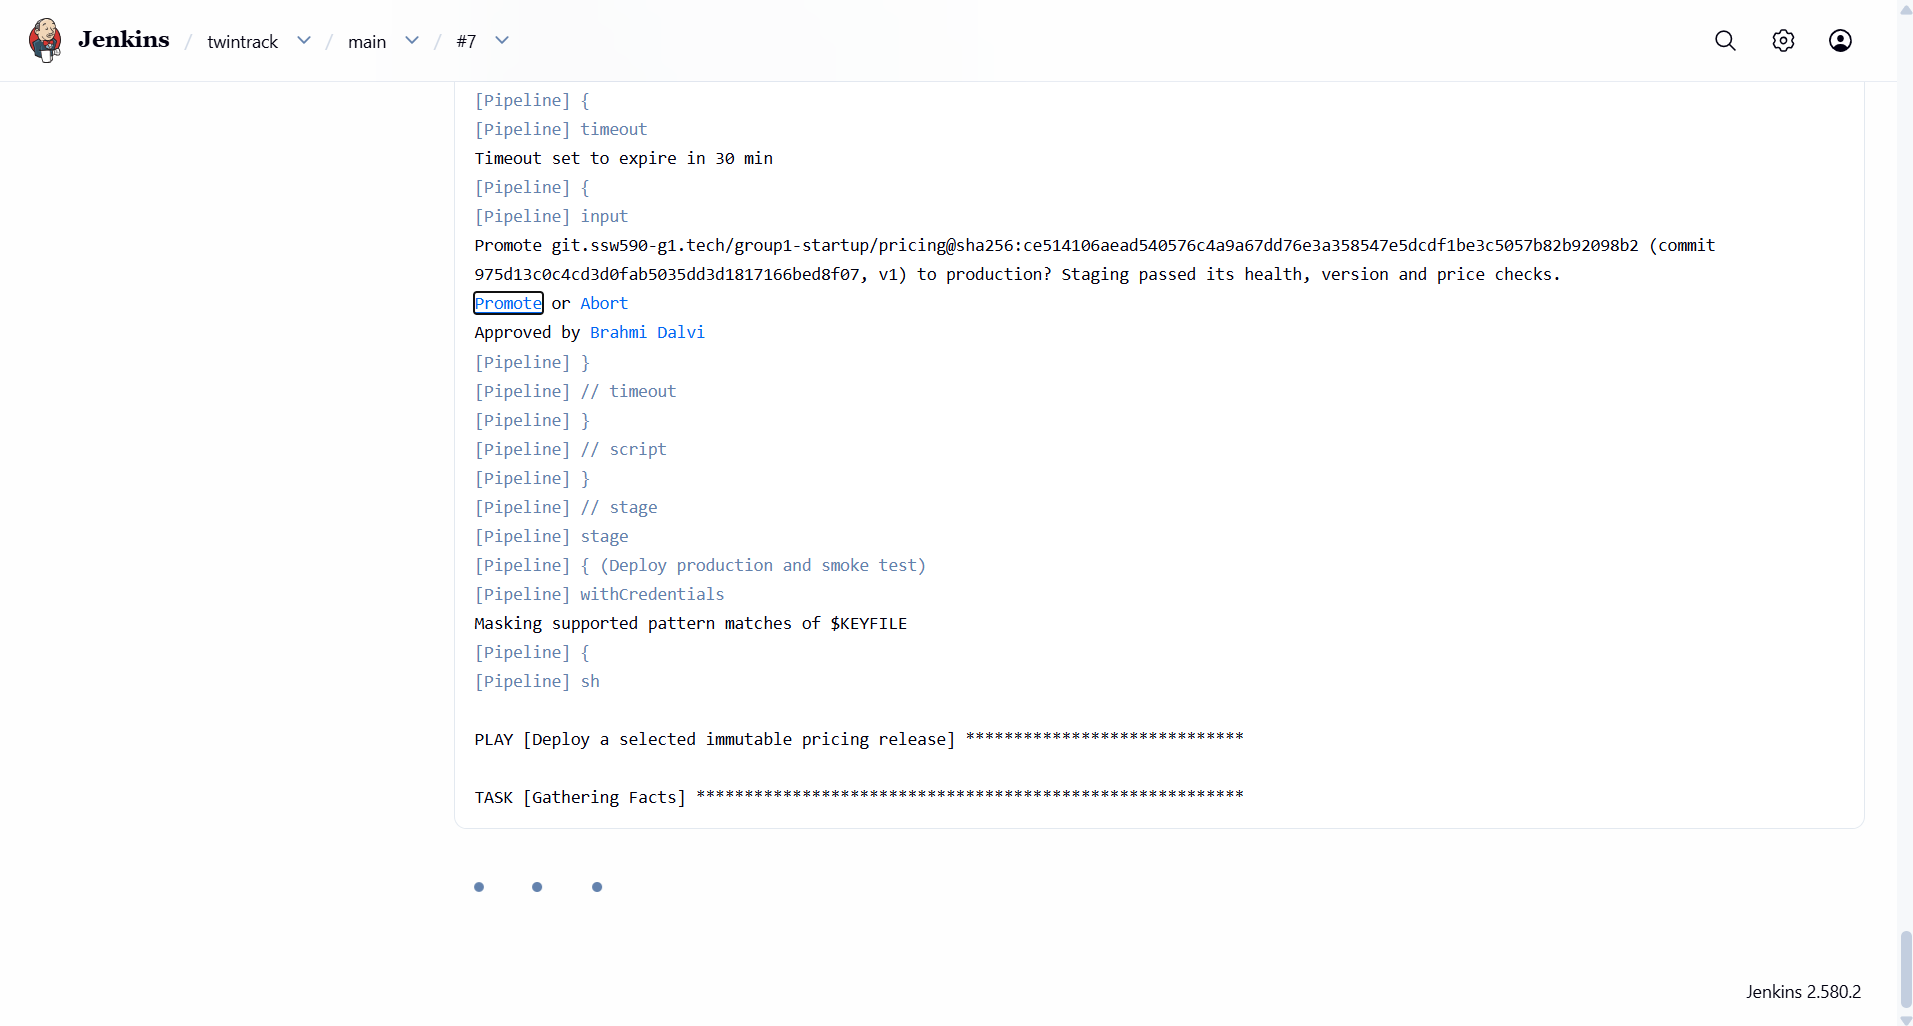 Jenkins / twintrack / main / #7
[Pipeline] {
[Pipeline] timeout
Timeout set to expire in 30 min
[Pipeline] {
[Pipeline] input
Promote git.ssw590-g1.tech/group1-startup/pricing@sha256:ce514106aead540576c4a9a67dd76e3a358547e5dcdf1be3c5057b82b92098b2 (commit
975d13c0c4cd3d0fab5035dd3d1817166bed8f07, v1) to production? Staging passed its health, version and price checks.
Promote or Abort
Approved by Brahmi Dalvi
[Pipeline] }
[Pipeline] // timeout
[Pipeline] }
[Pipeline] // script
[Pipeline] }
[Pipeline] // stage
[Pipeline] stage
[Pipeline] { (Deploy production and smoke test)
[Pipeline] withCredentials
Masking supported pattern matches of $KEYFILE
[Pipeline] {
[Pipeline] sh
PLAY [Deploy a selected immutable pricing release] *****************************
TASK [Gathering Facts] *********************************************************
Jenkins 2.580.2